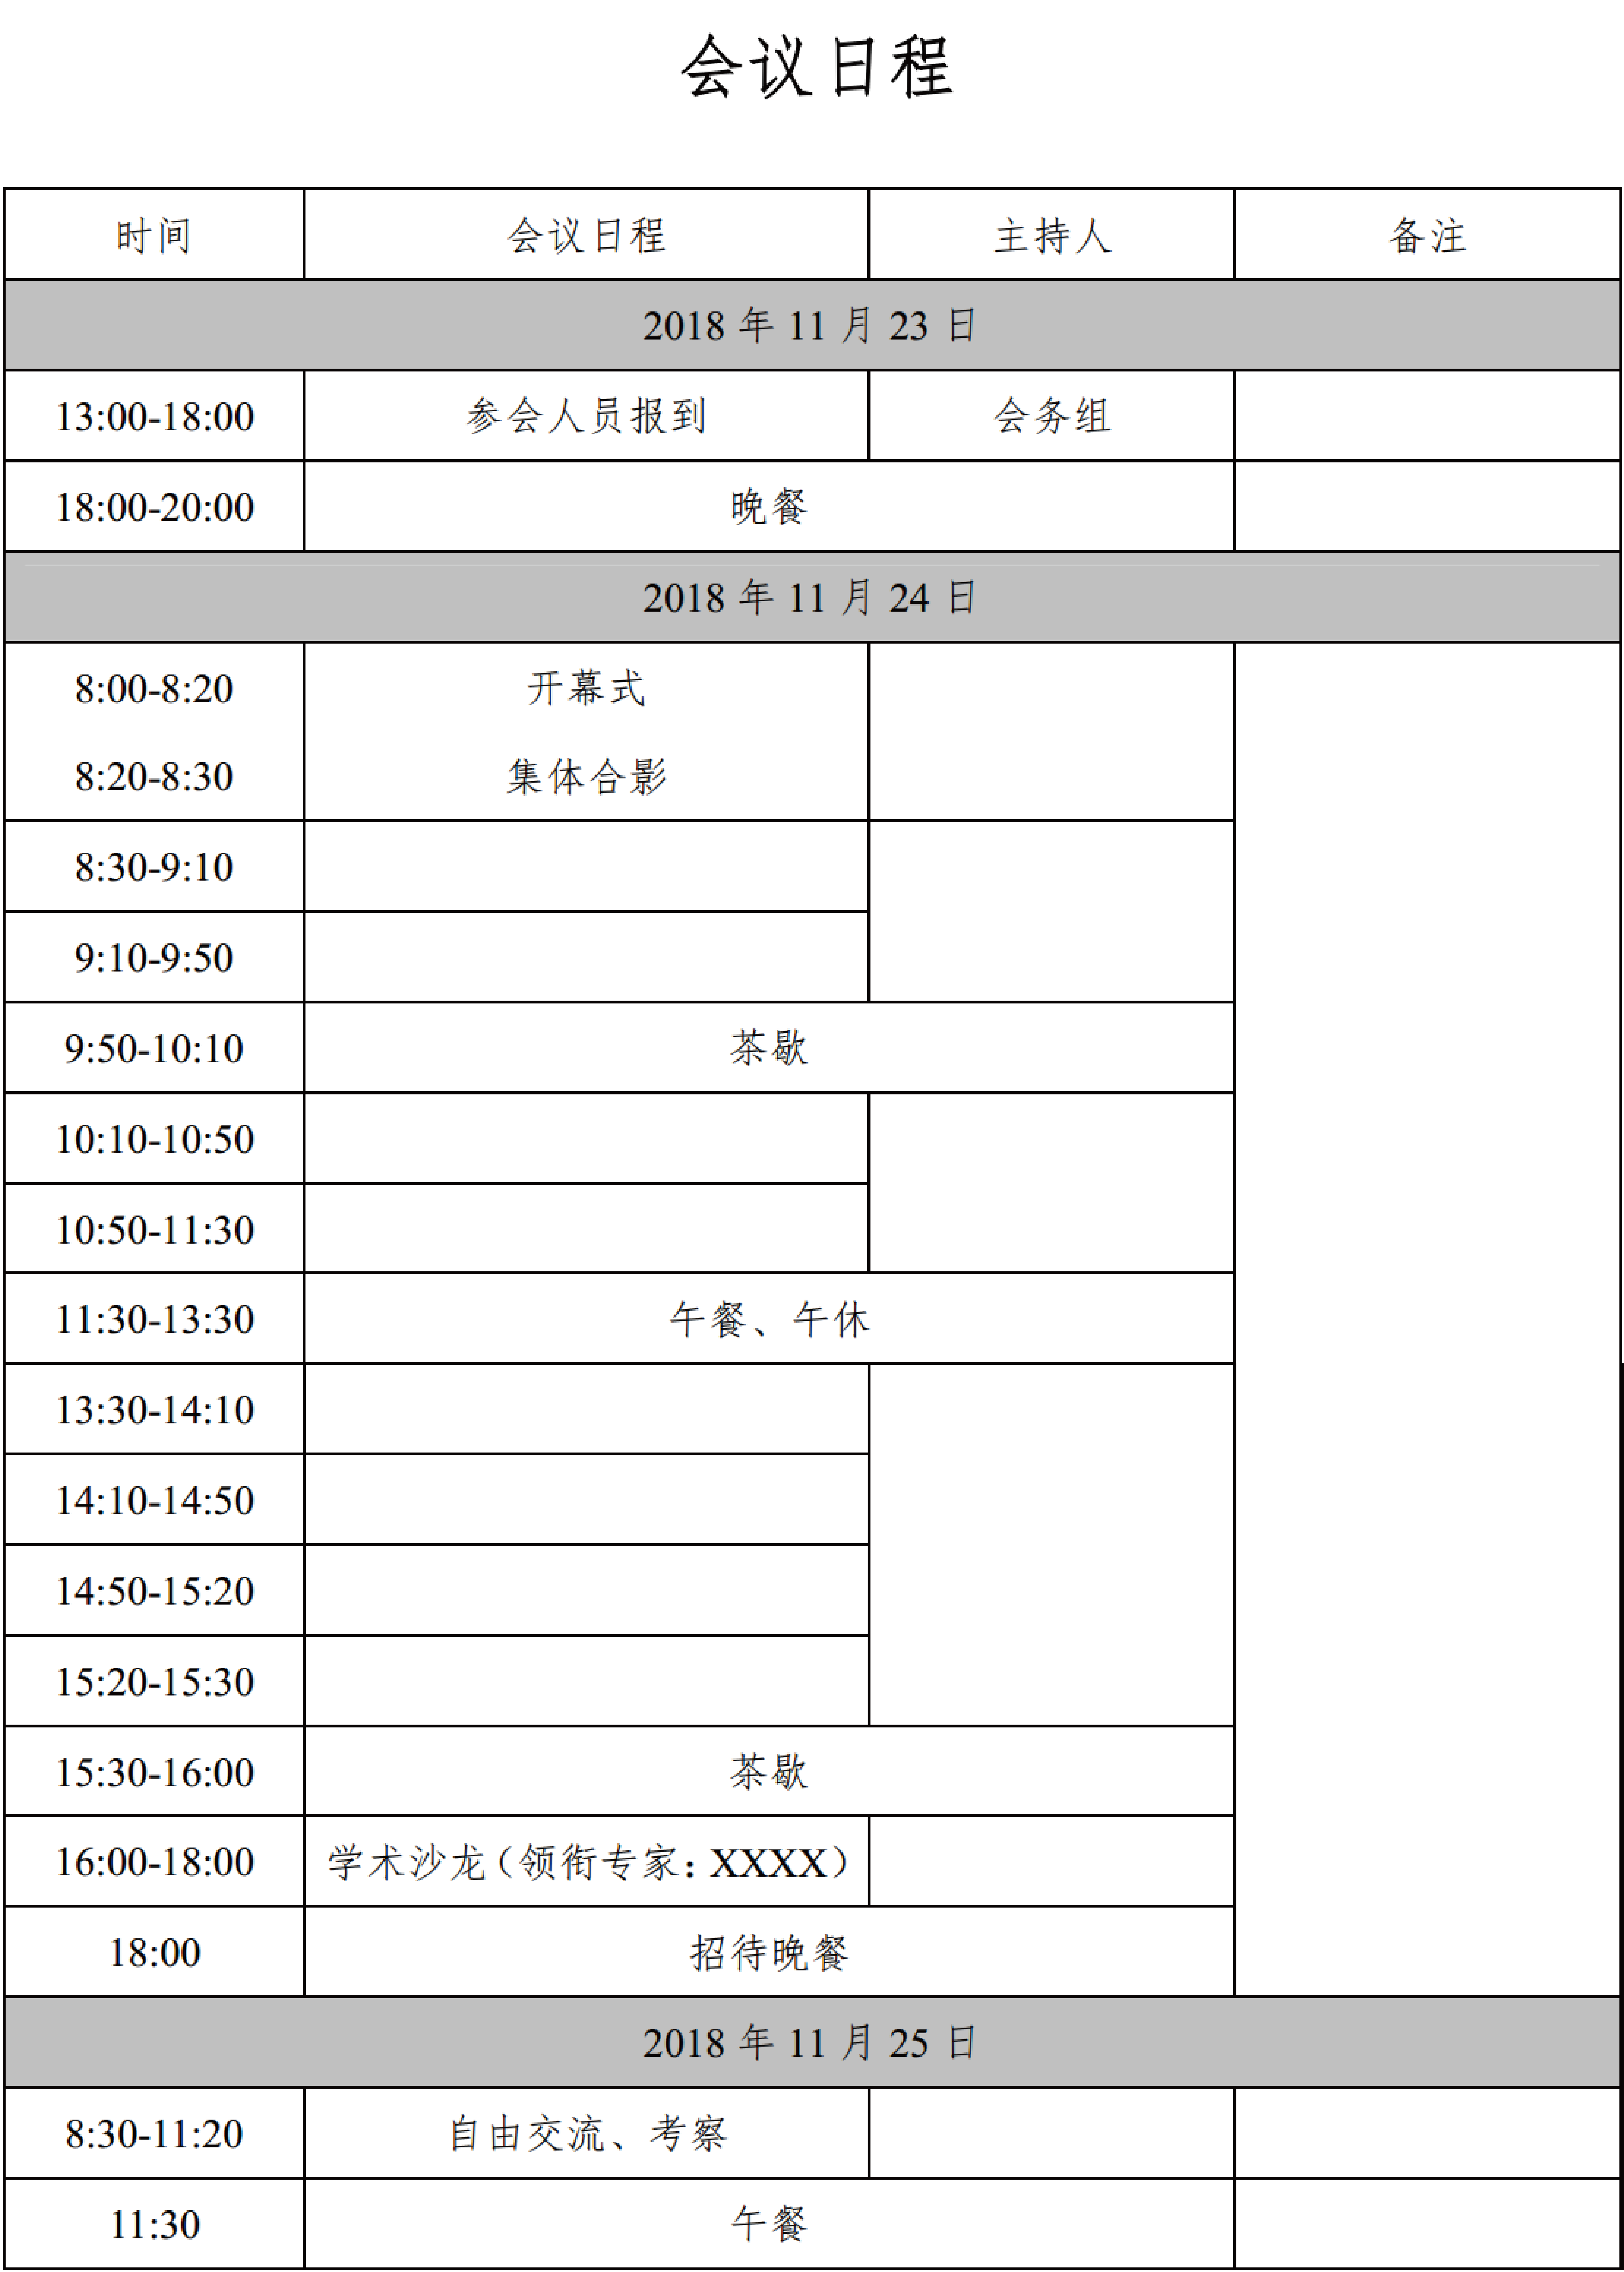 会议日程
时间 会议日程 主持人 备注
2018 年 11 月 23 日
13:00-18:00 参会人员报到 会务组
18:00-20:00 晚餐
2018 年 11 月 24 日
8:00-8:20 开幕式
8:20-8:30 集体合影
8:30-9:10
9:10-9:50
9:50-10:10 茶歇
10:10-10:50
10:50-11:30
11:30-13:30 午餐、午休
13:30-14:10
14:10-14:50
14:50-15:20
15:20-15:30
15:30-16:00 茶歇
16:00-18:00 学术沙龙（领衔专家：XXXX）
18:00 招待晚餐
2018 年 11 月 25 日
8:30-11:20 自由交流、考察
11:30 午餐